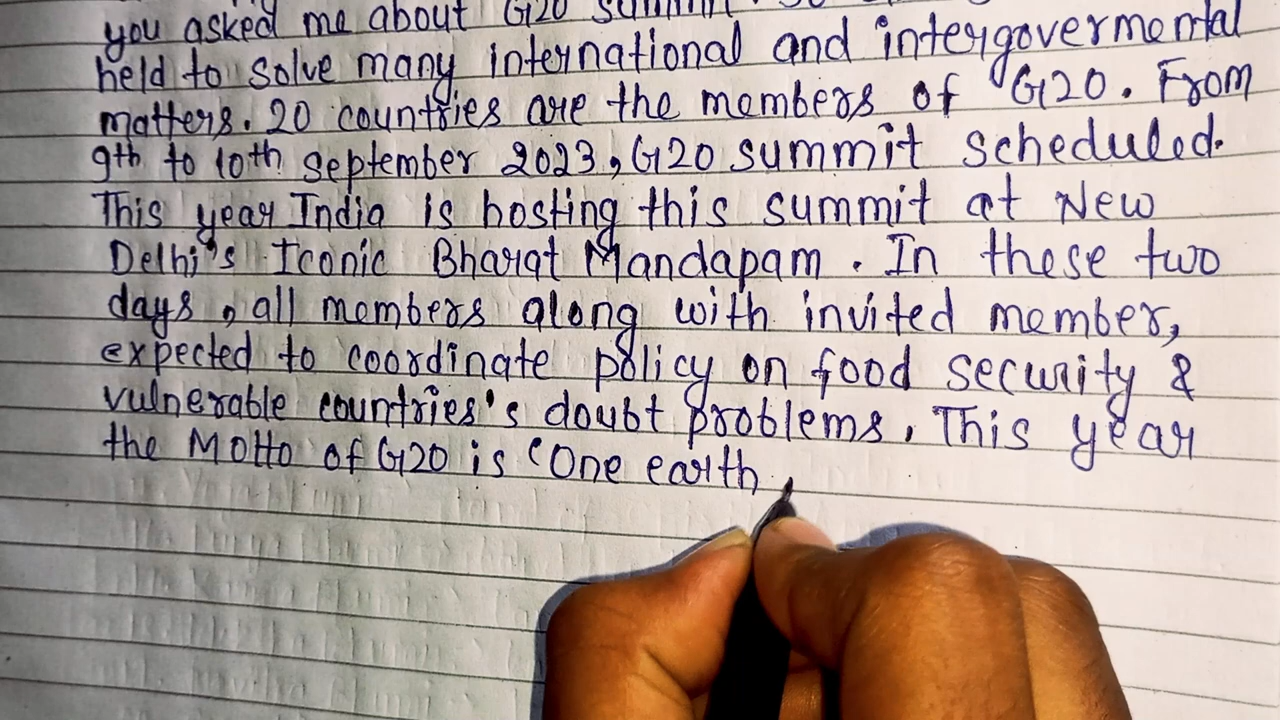 you asked me about G20 summit. 
held to solve many international and intergovermental
matters. 20 countries are the members of G20. From
9th to 10th September 2023, G20 summit scheduled.
This year India is hosting this summit at New
Delhi's Iconic Bharat Mandapam. In these two
days, all members along with invited member,
expected to coordinate policy on food security &
vulnerable countries's doubt problems. This year
the Motto of G20 is 'One earth